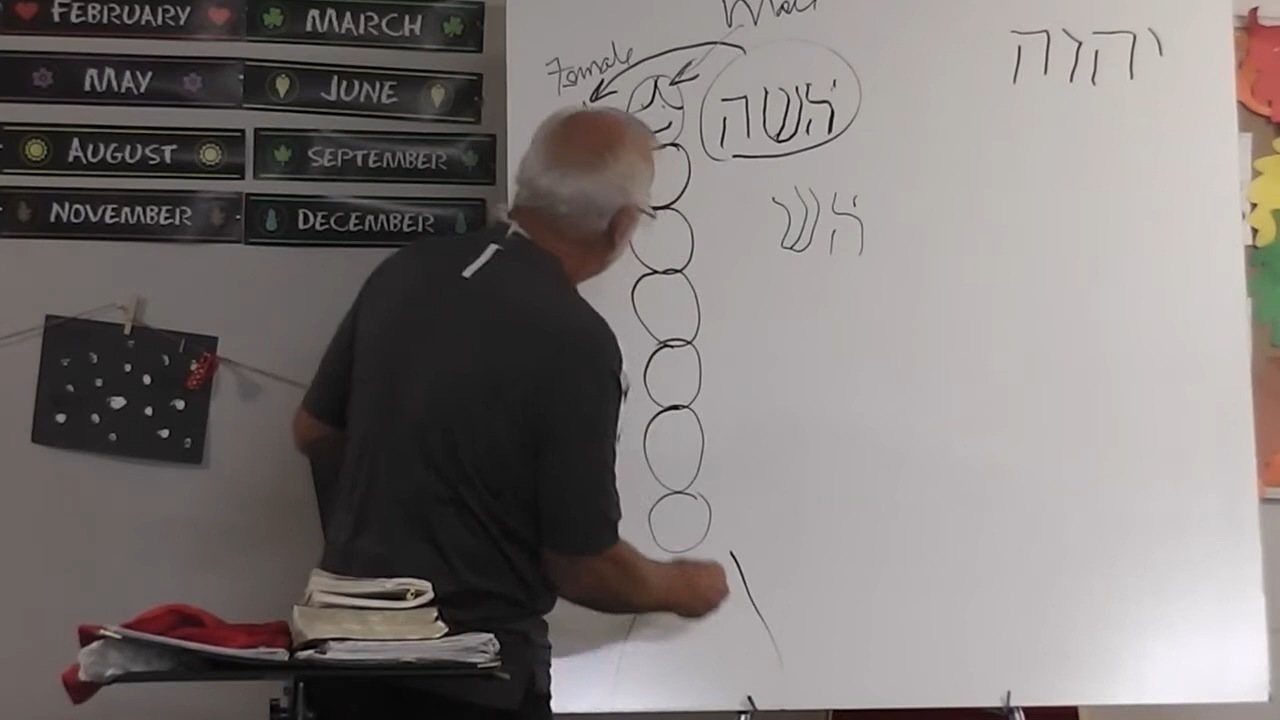 FEBRUARY
MARCH
MAY
JUNE
AUGUST
SEPTEMBER
NOVEMBER
DECEMBER
Female
אשה
אש
יהוה